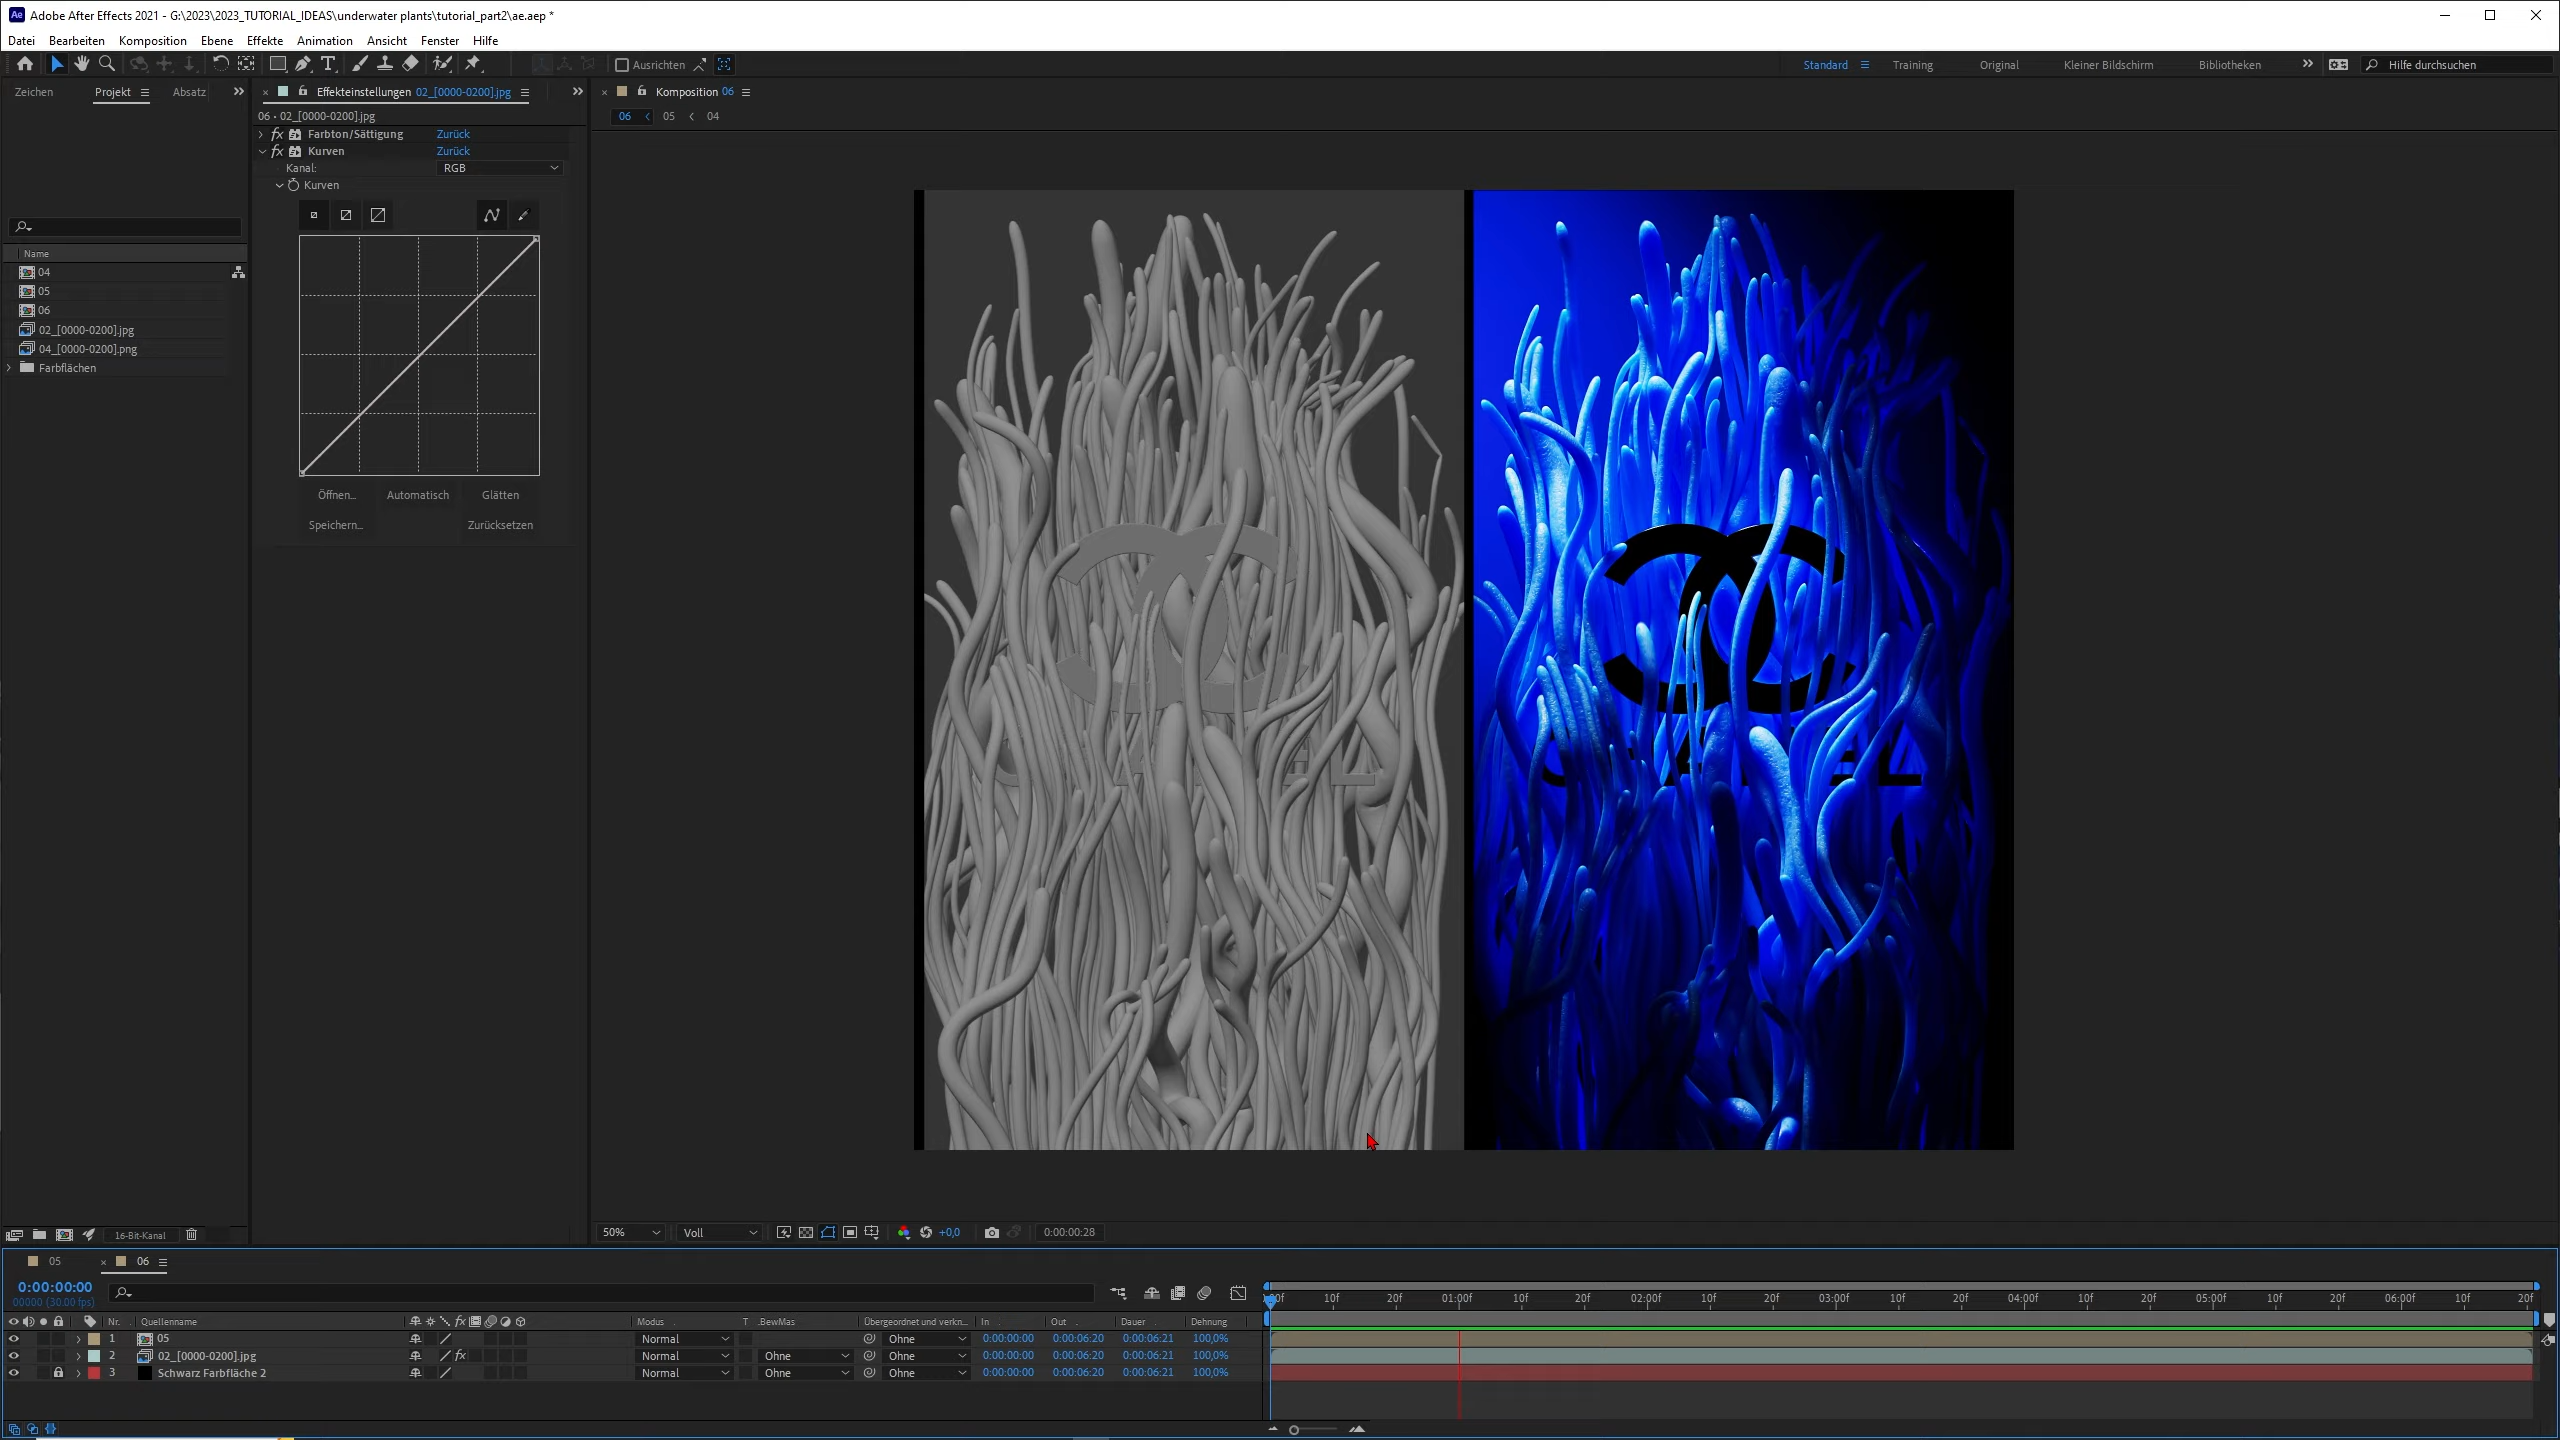 Adobe After Effects 2021 - G:\2023\2023_TUTORIAL_IDEAS\underwater plants\tutorial_part2\ae.aep *
Datei Bearbeiten Komposition Ebene Effekte Animation Ansicht Fenster Hilfe
Ausrichten Standard Training Original Kleiner Bildschirm Bibliotheken Hilfe durchsuchen
Zeichen Projekt Absatz Effekteinstellungen 02_[0000-0200].jpg Komposition 06
06 • 02_[0000-0200].jpg
06 05 04
Farbton/Sättigung Zurück
Kurven Zurück
Kanal: RGB
Kurven
Name
04
05
06
02_[0000-0200].jpg
04_[0000-0200].png
Farbflächen
Öffnen... Automatisch Glätten
Speichern... Zurücksetzen
16-Bit-Kanal 50% Voll +0,0 0:00:00:28
05 06
0:00:00:00
00000 (30.00 fps)
10f 20f 01:00f 10f 20f 02:00f 10f 20f 03:00f 10f 20f 04:00f 10f 20f 05:00f 10f 20f 06:00f 10f 20f
Nr. Quellenname fx Modus T .BewMas Übergeordnet und verkn... In Out Dauer Dehnung
1 05 Normal Ohne 0:00:00:00 0:00:06:20 0:00:06:21 100,0%
2 02_[0000-0200].jpg fx Normal Ohne Ohne 0:00:00:00 0:00:06:20 0:00:06:21 100,0%
3 Schwarz Farbfläche 2 Normal Ohne Ohne 0:00:00:00 0:00:06:20 0:00:06:21 100,0%